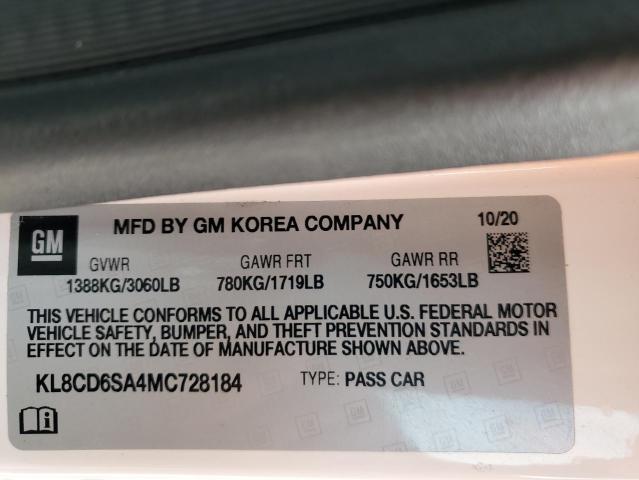 GM
MFD BY GM KOREA COMPANY 10/20
GVWR GAWR FRT GAWR RR
1388KG/3060LB 780KG/1719LB 750KG/1653LB
THIS VEHICLE CONFORMS TO ALL APPLICABLE U.S. FEDERAL MOTOR
VEHICLE SAFETY, BUMPER, AND THEFT PREVENTION STANDARDS IN
EFFECT ON THE DATE OF MANUFACTURE SHOWN ABOVE.
KL8CD6SA4MC728184 TYPE: PASS CAR